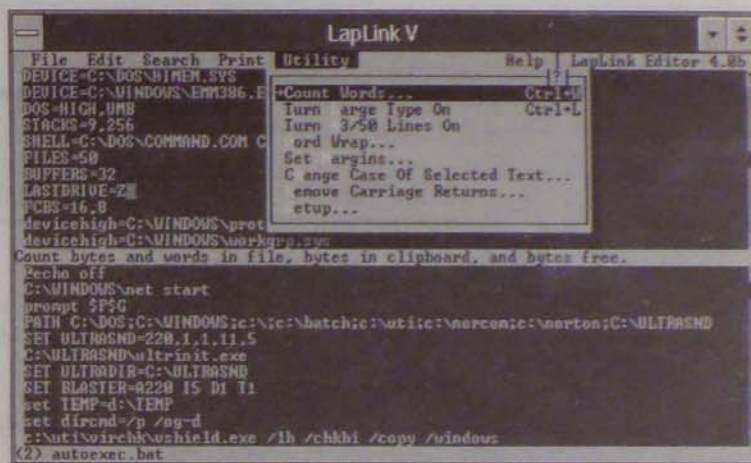 LapLink V
File Edit Search Print Utility Help LapLink Editor 4.0b
DEVICE=C:\DOS\HIMEM.SYS
DEVICE=C:\WINDOWS\EMM386.E
DOS=HIGH,UMB
STACKS=9,256
SHELL=C:\DOS\COMMAND.COM C
FILES=50
BUFFERS=32
LASTDRIVE=Z
FCBS=16,8
devicehigh=C:\WINDOWS\prot
devicehigh=C:\WINDOWS\workgrp.sys
?
Count Words... Ctrl+W
Turn arge Type On Ctrl+L
Turn 3/50 Lines On
ord Wrap...
Set argins...
C ange Case Of Selected Text...
emove Carriage Returns...
etup...
Count bytes and words in file, bytes in clipboard, and bytes free.
?echo off
C:\WINDOWS\net start
prompt $P$G
PATH C:\DOS;C:\WINDOWS;c:\;c:\batch;c:\uti;c:\norcom;c:\norton;C:\ULTRASND
SET ULTRASND=220,1,1,11,5
C:\ULTRASND\ultrinit.exe
SET ULTRADIR=C:\ULTRASND
SET BLASTER=A220 I5 D1 T1
set TEMP=d:\TEMP
set dircmd=/p /og-d
c:\uti\virchk\vshield.exe /lh /chkhi /copy /windows
(2) autoexec.bat